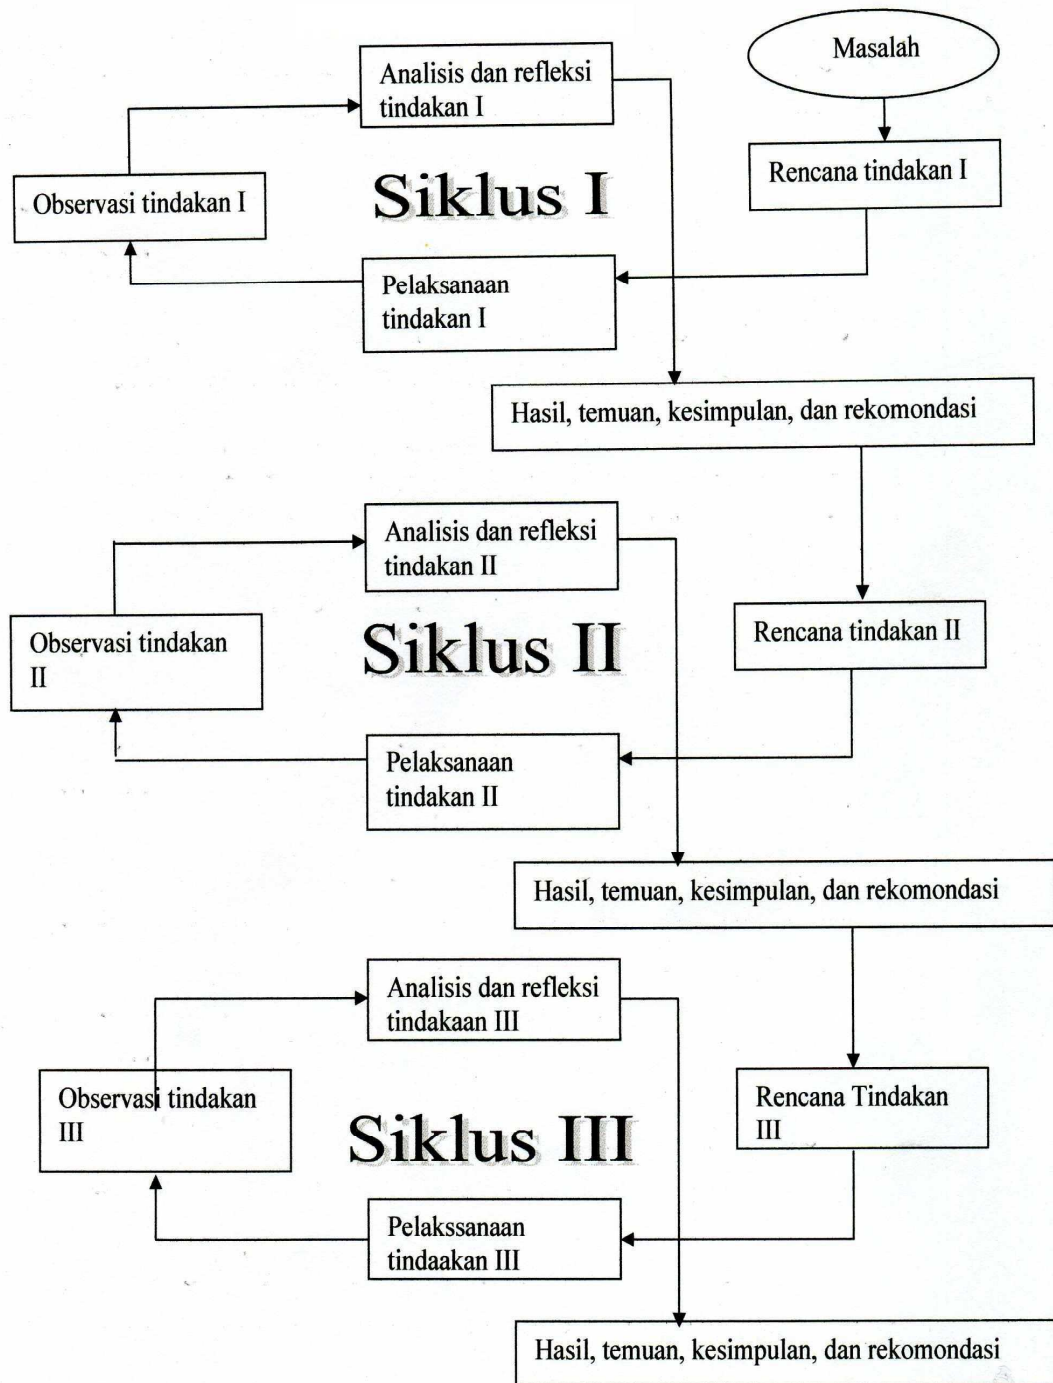 Masalah
Rencana tindakan I
Pelaksanaan
tindakan I
Observasi tindakan I
Analisis dan refleksi
tindakan I
Siklus I
Hasil, temuan, kesimpulan, dan rekomondasi
Rencana tindakan II
Pelaksanaan
tindakan II
Observasi tindakan
II
Analisis dan refleksi
tindakan II
Siklus II
Hasil, temuan, kesimpulan, dan rekomondasi
Rencana Tindakan
III
Pelakssanaan
tindaakan III
Observasi tindakan
III
Analisis dan refleksi
tindakaan III
Siklus III
Hasil, temuan, kesimpulan, dan rekomondasi